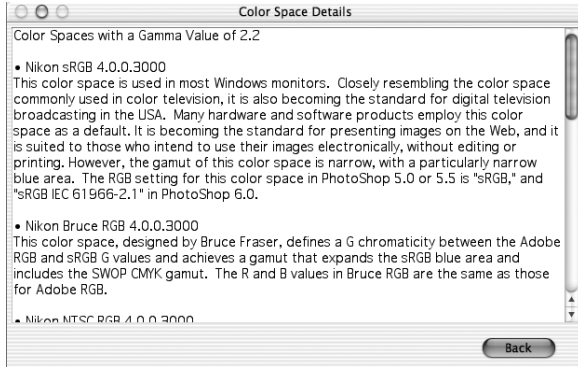 Color Space Details
Color Spaces with a Gamma Value of 2.2
• Nikon sRGB 4.0.0.3000
This color space is used in most Windows monitors.  Closely resembling the color space
commonly used in color television, it is also becoming the standard for digital television
broadcasting in the USA.  Many hardware and software products employ this color
space as a default. It is becoming the standard for presenting images on the Web, and it
is suited to those who intend to use their images electronically, without editing or
printing. However, the gamut of this color space is narrow, with a particularly narrow
blue area.  The RGB setting for this color space in PhotoShop 5.0 or 5.5 is "sRGB," and
"sRGB IEC 61966-2.1" in PhotoShop 6.0.
• Nikon Bruce RGB 4.0.0.3000
This color space, designed by Bruce Fraser, defines a G chromaticity between the Adobe
RGB and sRGB G values and achieves a gamut that expands the sRGB blue area and
includes the SWOP CMYK gamut.  The R and B values in Bruce RGB are the same as those
for Adobe RGB.
• Nikon NTSC RGB 4.0.0.3000
Back